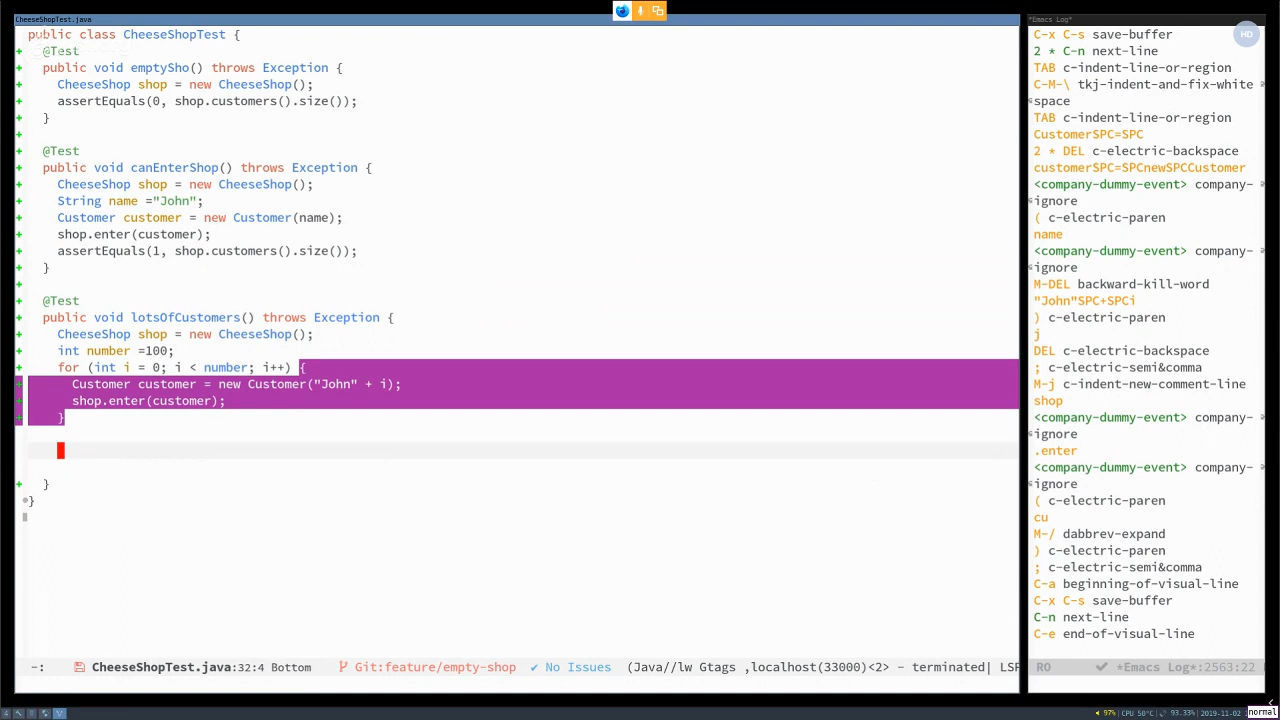 CheeseShopTest.java
public class CheeseShopTest {
@Test
public void emptySho() throws Exception {
CheeseShop shop = new CheeseShop();
assertEquals(0, shop.customers().size());
}
@Test
public void canEnterShop() throws Exception {
CheeseShop shop = new CheeseShop();
String name ="John";
Customer customer = new Customer(name);
shop.enter(customer);
assertEquals(1, shop.customers().size());
}
@Test
public void lotsOfCustomers() throws Exception {
CheeseShop shop = new CheeseShop();
int number =100;
for (int i = 0; i < number; i++) {
Customer customer = new Customer("John" + i);
shop.enter(customer);
}
}
}
-: CheeseShopTest.java:32:4 Bottom Git:feature/empty-shop ✔ No Issues (Java//lw Gtags ,localhost(33000)<2> - terminated| LSP
*Emacs Log*
HD
C-x C-s save-buffer
2 * C-n next-line
TAB c-indent-line-or-region
C-M-\ tkj-indent-and-fix-white
space
TAB c-indent-line-or-region
CustomerSPC=SPC
2 * DEL c-electric-backspace
customerSPC=SPCnewSPCCustomer
<company-dummy-event> company-
ignore
( c-electric-paren
name
<company-dummy-event> company-
ignore
M-DEL backward-kill-word
"John"SPC+SPCi
) c-electric-paren
j
DEL c-electric-backspace
; c-electric-semi&comma
M-j c-indent-new-comment-line
shop
<company-dummy-event> company-
ignore
.enter
<company-dummy-event> company-
ignore
( c-electric-paren
cu
M-/ dabbrev-expand
) c-electric-paren
; c-electric-semi&comma
C-a beginning-of-visual-line
C-x C-s save-buffer
C-n next-line
C-e end-of-visual-line
RO ✔ *Emacs Log*:2563:22
97% CPU 50°C 93.33% 2019-11-02 normal